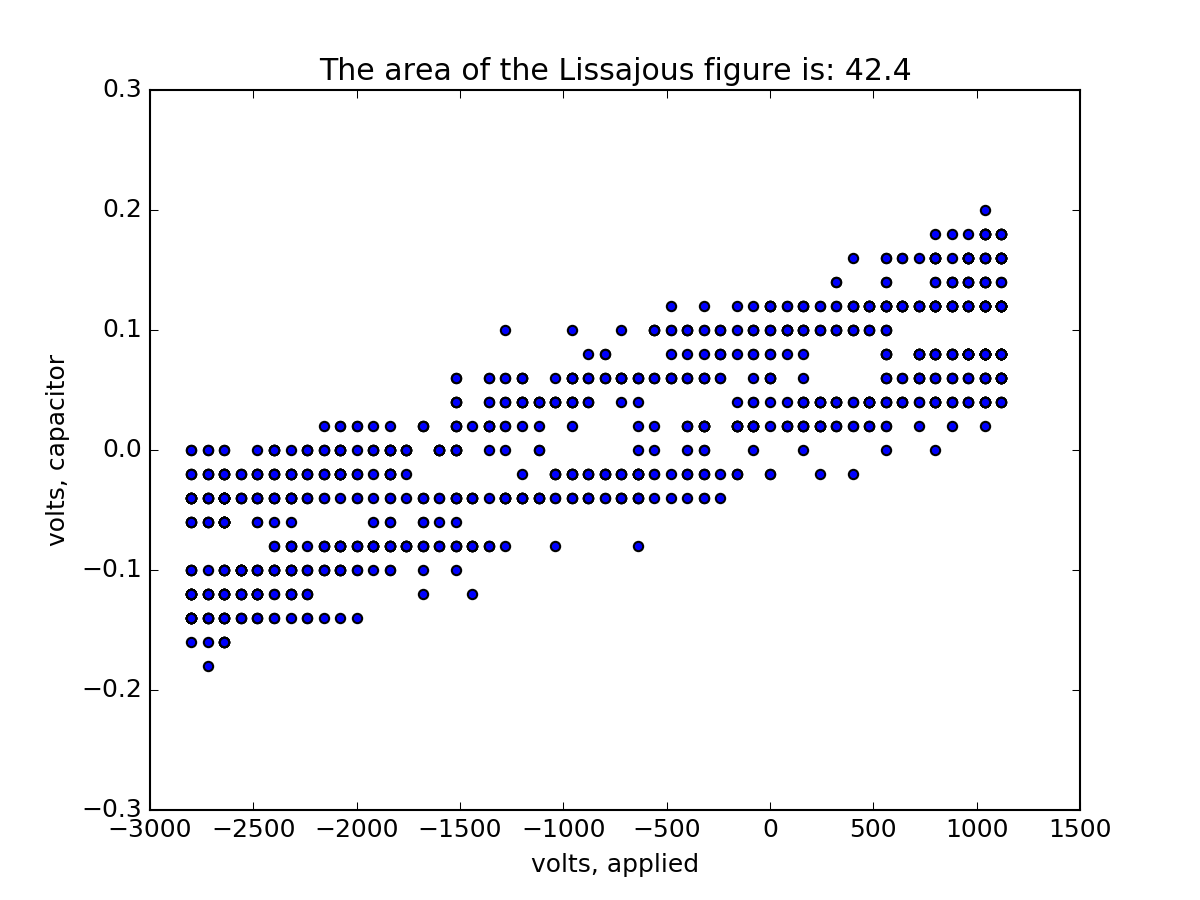 The area of the Lissajous figure is: 42.4
0.3
0.2
0.1
0.0
−0.1
−0.2
−0.3
volts, capacitor
−3000 −2500 −2000 −1500 −1000 −500 0 500 1000 1500
volts, applied